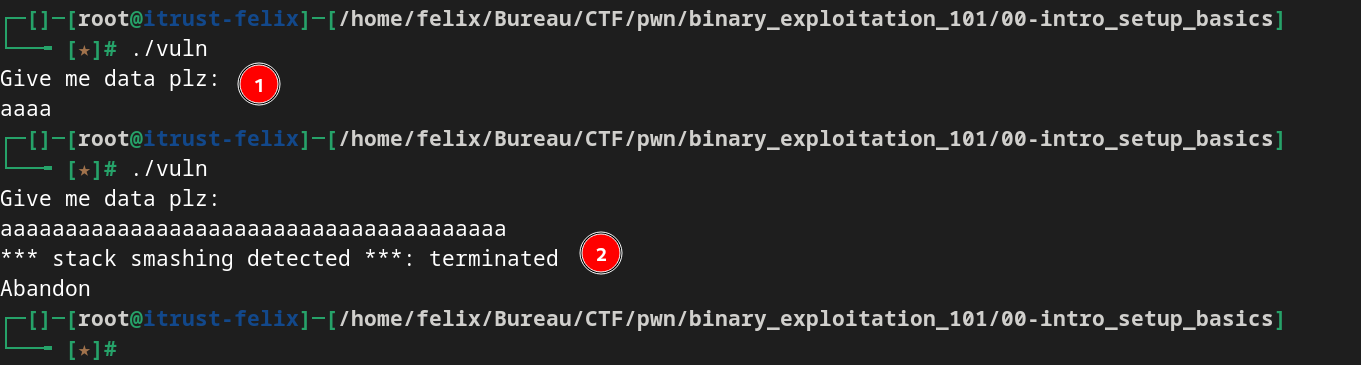 ┌─[]─[root@itrust-felix]─[/home/felix/Bureau/CTF/pwn/binary_exploitation_101/00-intro_setup_basics]
└──╼ [★]# ./vuln
Give me data plz: 1
aaaa
┌─[]─[root@itrust-felix]─[/home/felix/Bureau/CTF/pwn/binary_exploitation_101/00-intro_setup_basics]
└──╼ [★]# ./vuln
Give me data plz:
aaaaaaaaaaaaaaaaaaaaaaaaaaaaaaaaaaaaaaa
*** stack smashing detected ***: terminated 2
Abandon
┌─[]─[root@itrust-felix]─[/home/felix/Bureau/CTF/pwn/binary_exploitation_101/00-intro_setup_basics]
└──╼ [★]#